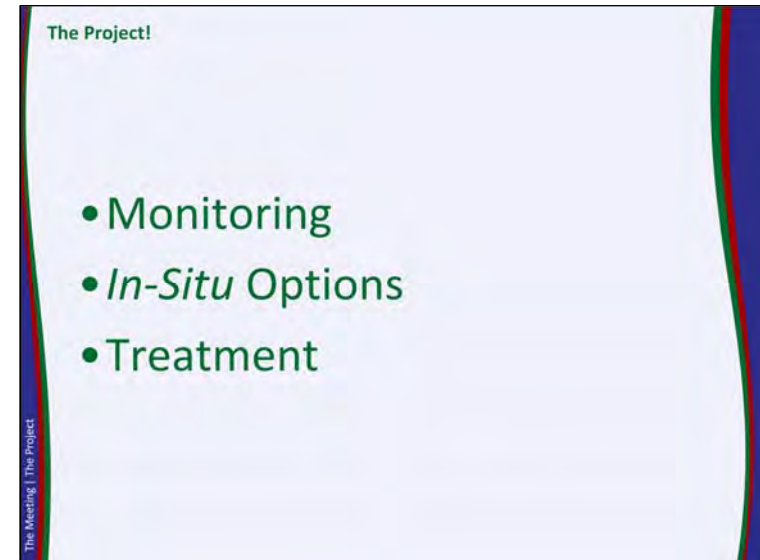 The Project!
•Monitoring
•In-Situ Options
•Treatment
The Meeting | The Project